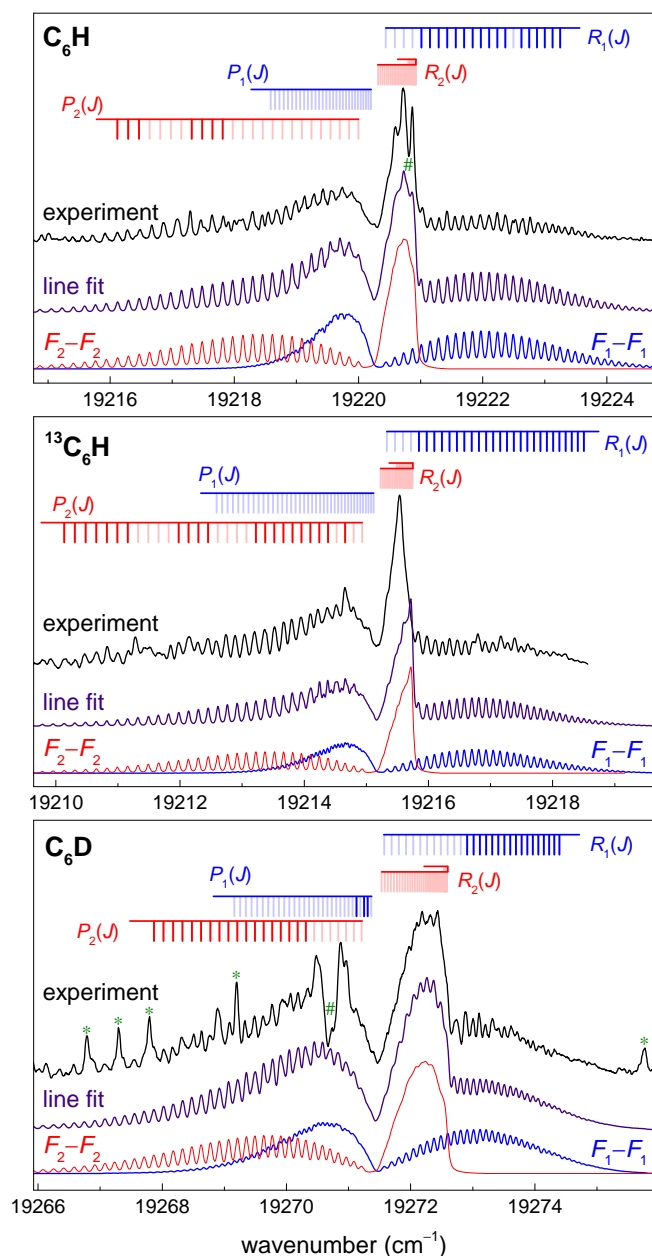 C₆H
R₁(J)
P₁(J)
R₂(J)
P₂(J)
#
experiment
line fit
F₂–F₂
F₁–F₁
19216 19218 19220 19222 19224
¹³C₆H
R₁(J)
P₁(J)
R₂(J)
P₂(J)
experiment
line fit
F₂–F₂
F₁–F₁
19210 19212 19214 19216 19218
C₆D
R₁(J)
P₁(J)
R₂(J)
P₂(J)
experiment
* * * * # *
line fit
F₂–F₂
F₁–F₁
19266 19268 19270 19272 19274
wavenumber (cm⁻¹)